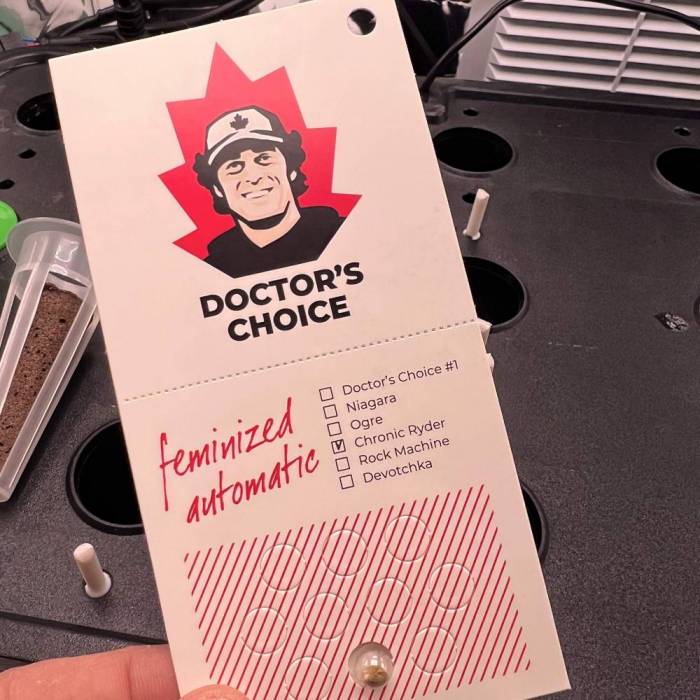 DOCTOR'S
CHOICE
feminized
automatic
Doctor's Choice #1
Niagara
Ogre
Chronic Ryder
Rock Machine
Devotchka